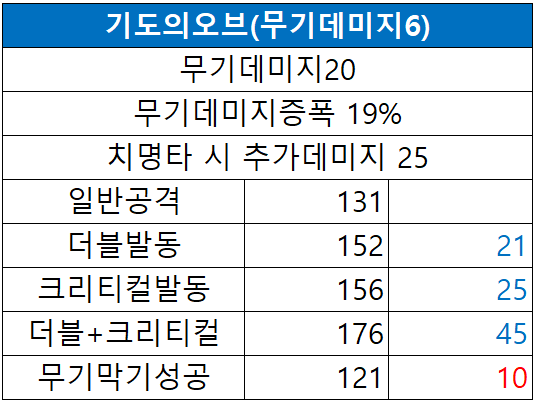 기도의오브(무기데미지6)
무기데미지20
무기데미지증폭 19%
치명타 시 추가데미지 25
일반공격 131
더블발동 152 21
크리티컬발동 156 25
더블+크리티컬 176 45
무기막기성공 121 10